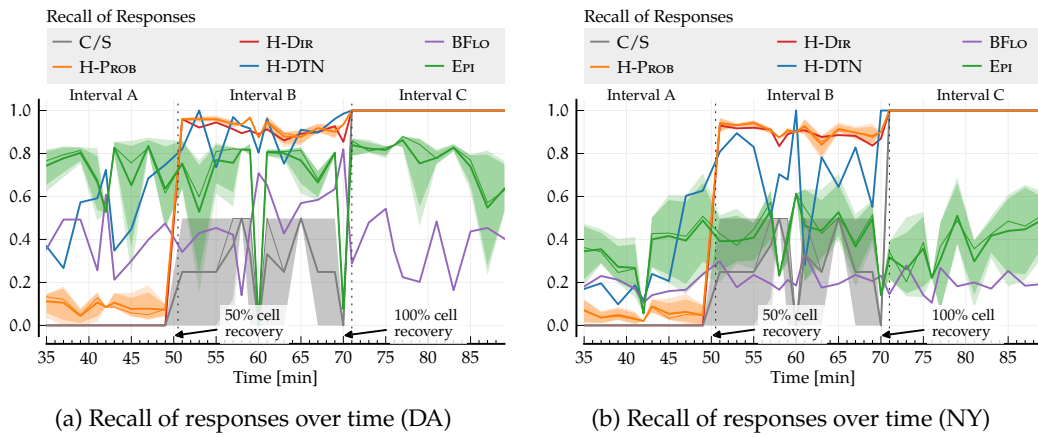 Recall of Responses
C/S
H-DIR
BFLO
H-PROB
H-DTN
EPI
Interval A
Interval B
Interval C
1.0
0.8
0.6
0.4
0.2
0.0
50% cell
recovery
100% cell
recovery
35
40
45
50
55
60
65
70
75
80
85
Time [min]
(a) Recall of responses over time (DA)
Recall of Responses
C/S
H-DIR
BFLO
H-PROB
H-DTN
EPI
Interval A
Interval B
Interval C
1.0
0.8
0.6
0.4
0.2
0.0
50% cell
recovery
100% cell
recovery
35
40
45
50
55
60
65
70
75
80
85
Time [min]
(b) Recall of responses over time (NY)